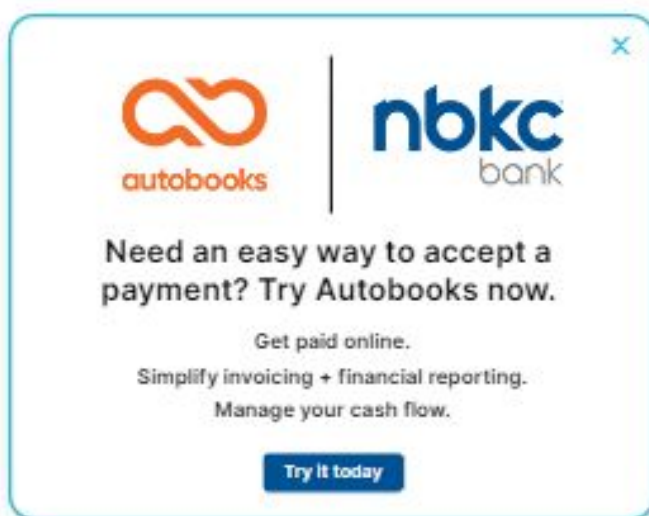 autobooks
nbkc
bank
Need an easy way to accept a
payment? Try Autobooks now.
Get paid online.
Simplify invoicing + financial reporting.
Manage your cash flow.
Try it today